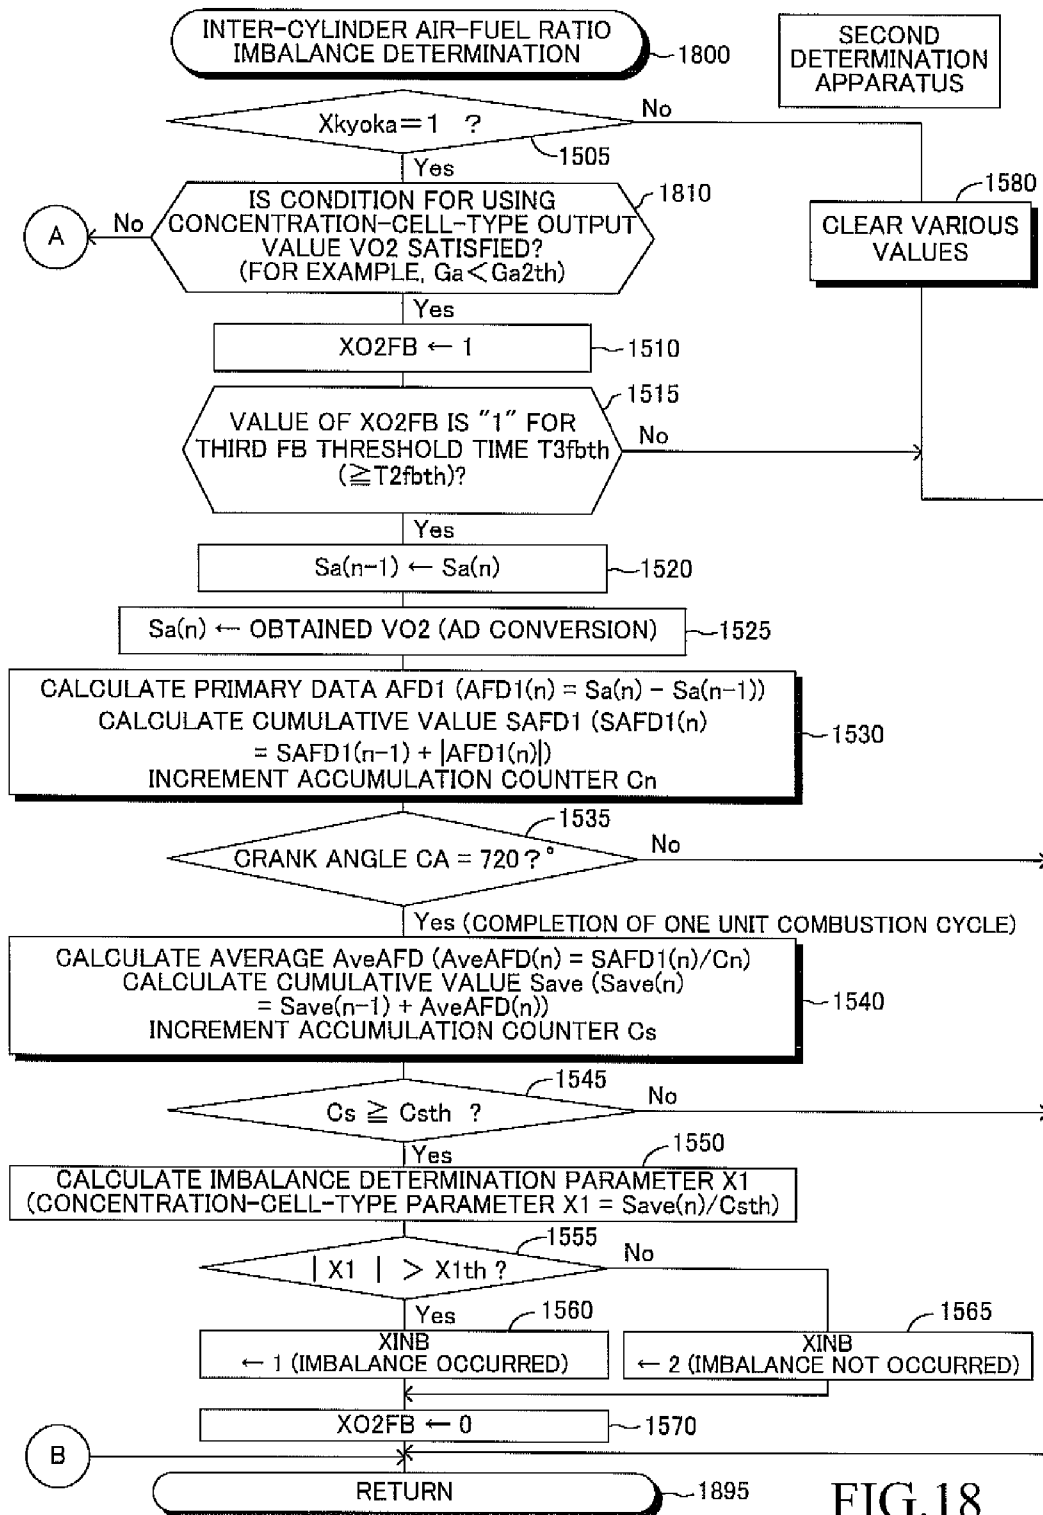 INTER-CYLINDER AIR-FUEL RATIO
IMBALANCE DETERMINATION
1800
SECOND
DETERMINATION
APPARATUS
Xkyoka=1 ?
No
1505
Yes
IS CONDITION FOR USING
CONCENTRATION-CELL-TYPE OUTPUT
VALUE VO2 SATISFIED?
(FOR EXAMPLE, Ga<Ga2th)
1810
No
A
1580
CLEAR VARIOUS
VALUES
Yes
XO2FB ← 1
1510
1515
VALUE OF XO2FB IS "1" FOR
THIRD FB THRESHOLD TIME T3fbth
(≧T2fbth)?
No
Yes
Sa(n-1) ← Sa(n)
1520
Sa(n) ← OBTAINED VO2 (AD CONVERSION)
1525
CALCULATE PRIMARY DATA AFD1 (AFD1(n) = Sa(n) - Sa(n-1))
CALCULATE CUMULATIVE VALUE SAFD1 (SAFD1(n)
= SAFD1(n-1) + |AFD1(n)|)
INCREMENT ACCUMULATION COUNTER Cn
1530
1535
CRANK ANGLE CA = 720?°
No
Yes (COMPLETION OF ONE UNIT COMBUSTION CYCLE)
CALCULATE AVERAGE AveAFD (AveAFD(n) = SAFD1(n)/Cn)
CALCULATE CUMULATIVE VALUE Save (Save(n)
= Save(n-1) + AveAFD(n))
INCREMENT ACCUMULATION COUNTER Cs
1540
1545
Cs ≧ Csth ?
No
Yes
1550
CALCULATE IMBALANCE DETERMINATION PARAMETER X1
(CONCENTRATION-CELL-TYPE PARAMETER X1 = Save(n)/Csth)
1555
| X1 | > X1th ?
No
Yes
1560
XINB
← 1 (IMBALANCE OCCURRED)
1565
XINB
← 2 (IMBALANCE NOT OCCURRED)
XO2FB ← 0
1570
B
RETURN
1895
FIG.18